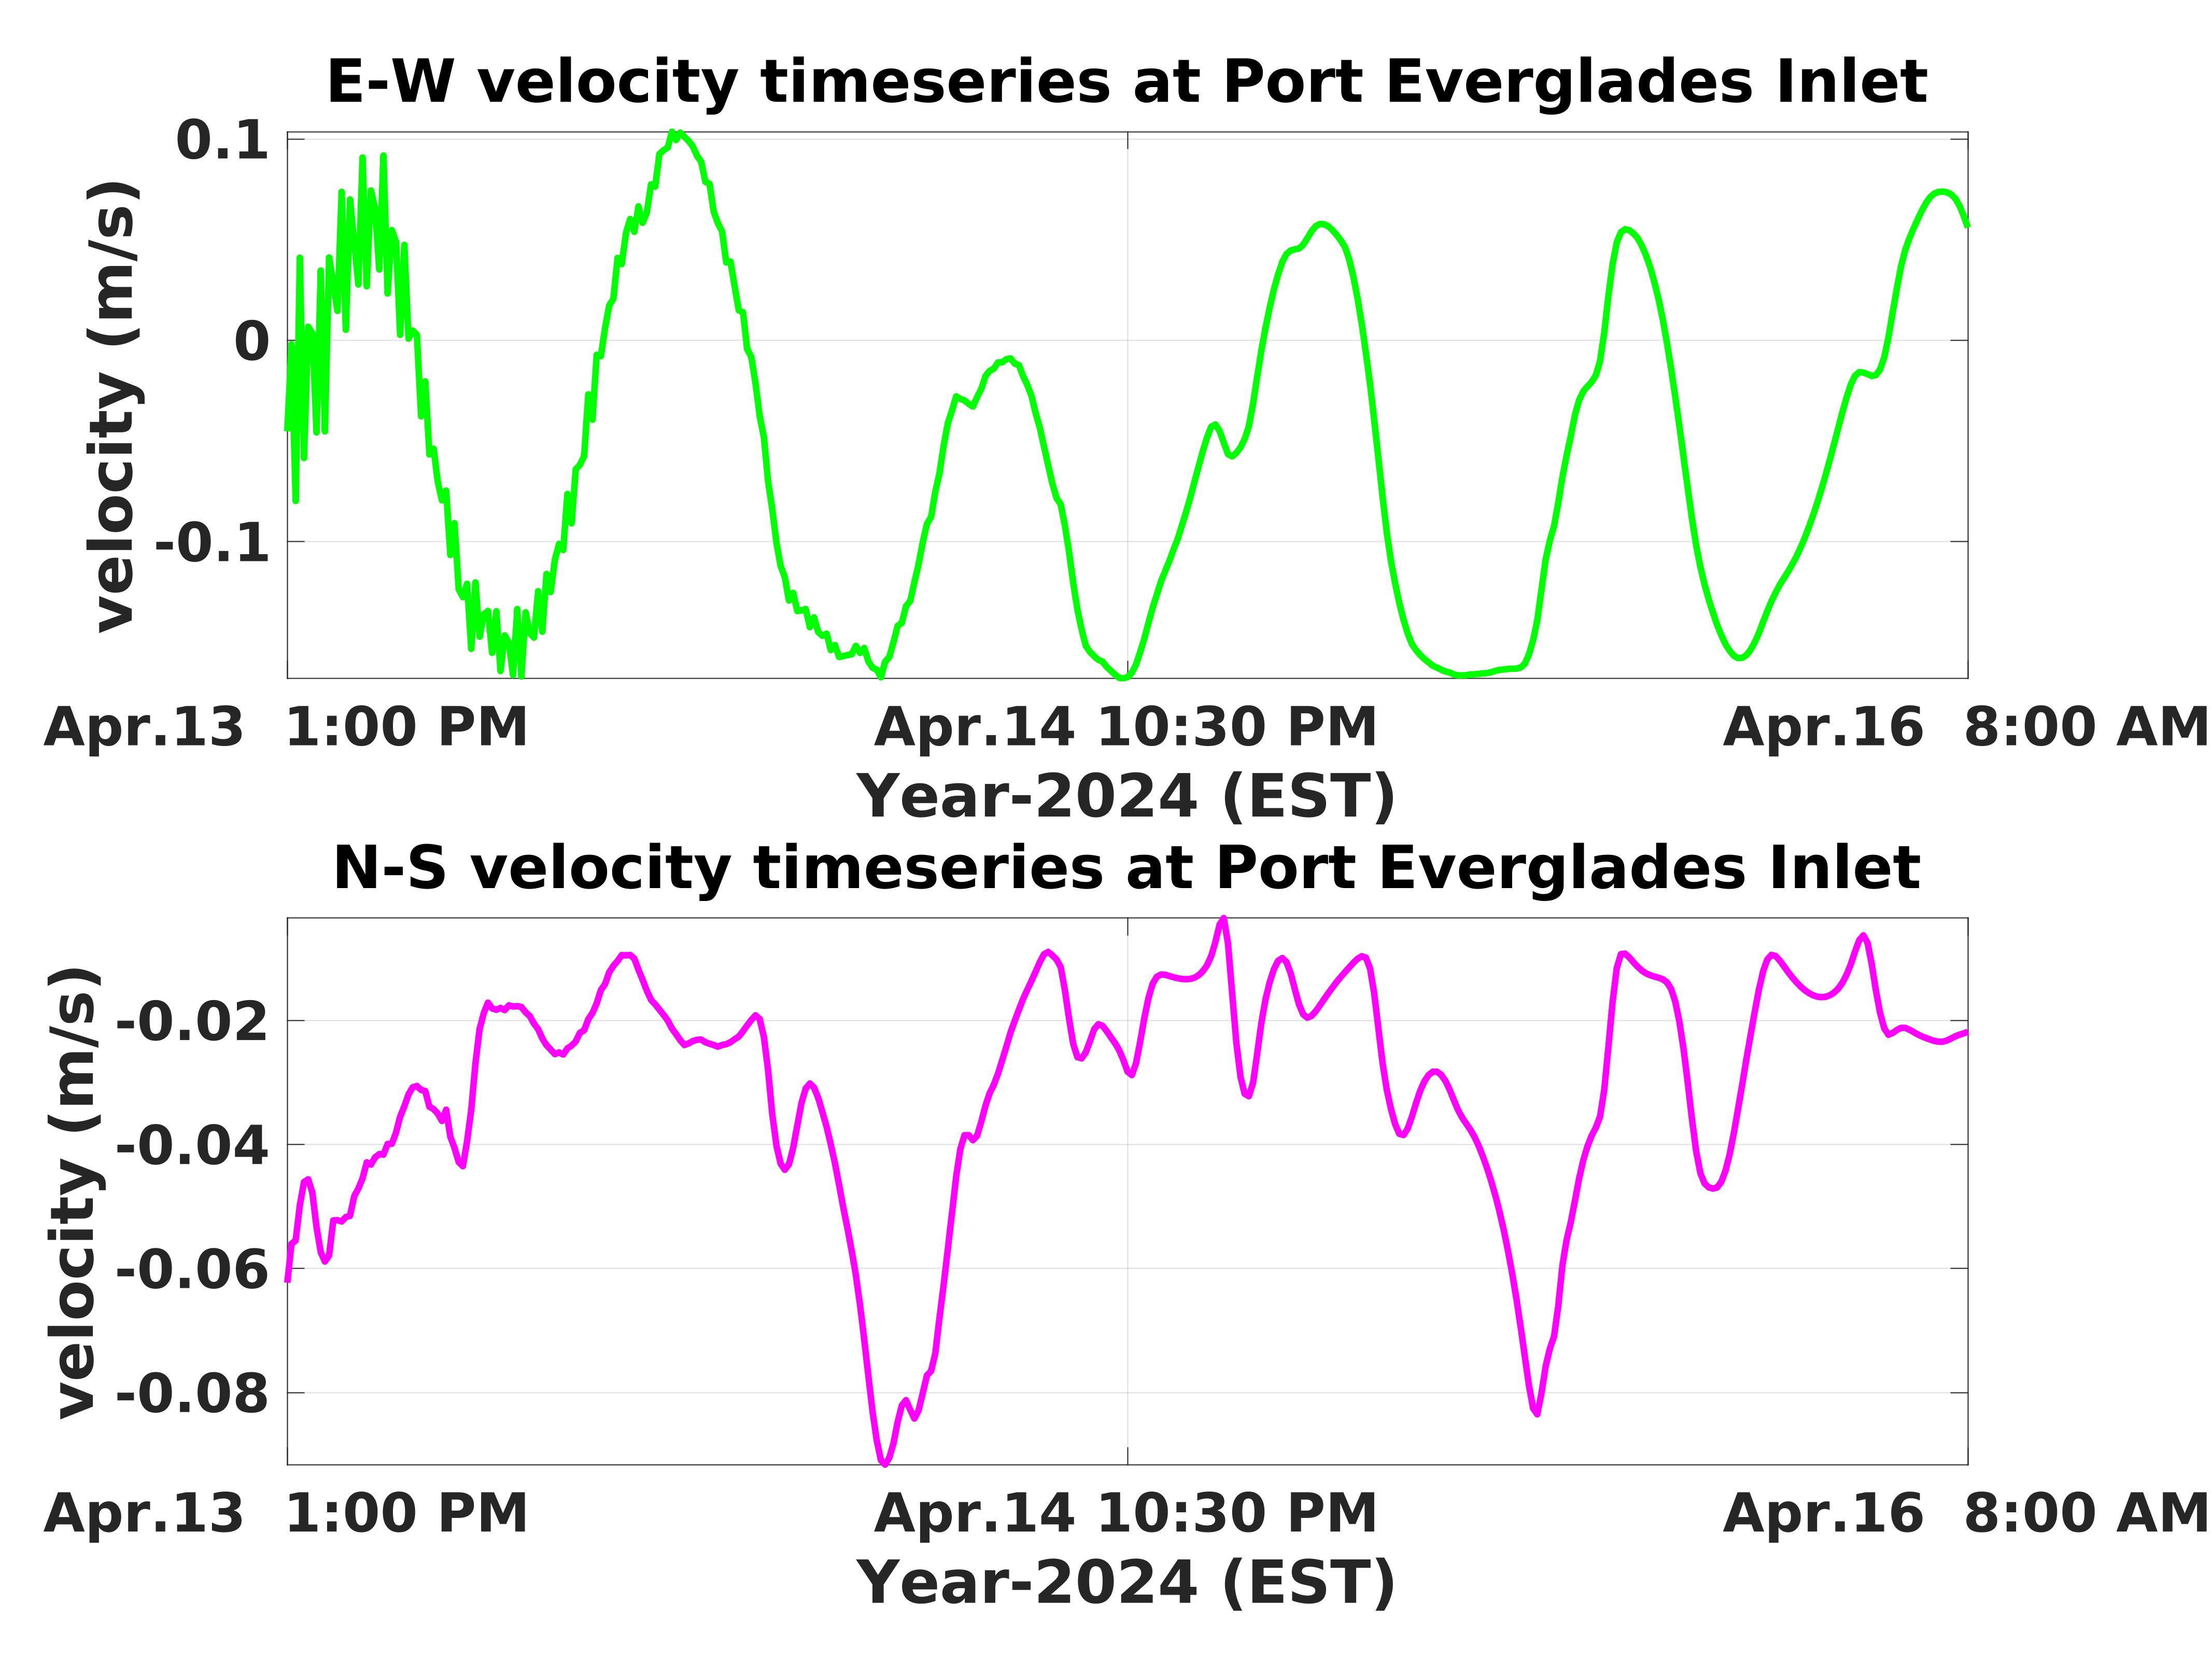 E-W velocity timeseries at Port Everglades Inlet
velocity (m/s)
0.1
0
-0.1
Apr.13  1:00 PM Apr.14 10:30 PM Apr.16  8:00 AM
Year-2024 (EST)
N-S velocity timeseries at Port Everglades Inlet
velocity (m/s)
-0.02
-0.04
-0.06
-0.08
Apr.13  1:00 PM Apr.14 10:30 PM Apr.16  8:00 AM
Year-2024 (EST)